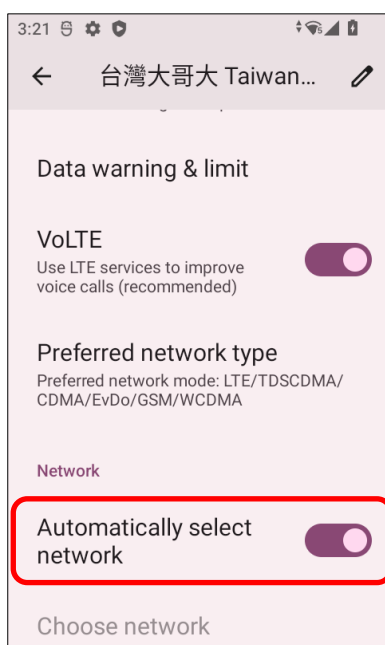 3:21
台灣大哥大 Taiwan...
Data warning & limit
VoLTE
Use LTE services to improve
voice calls (recommended)
Preferred network type
Preferred network mode: LTE/TDSCDMA/
CDMA/EvDo/GSM/WCDMA
Network
Automatically select
network
Choose network